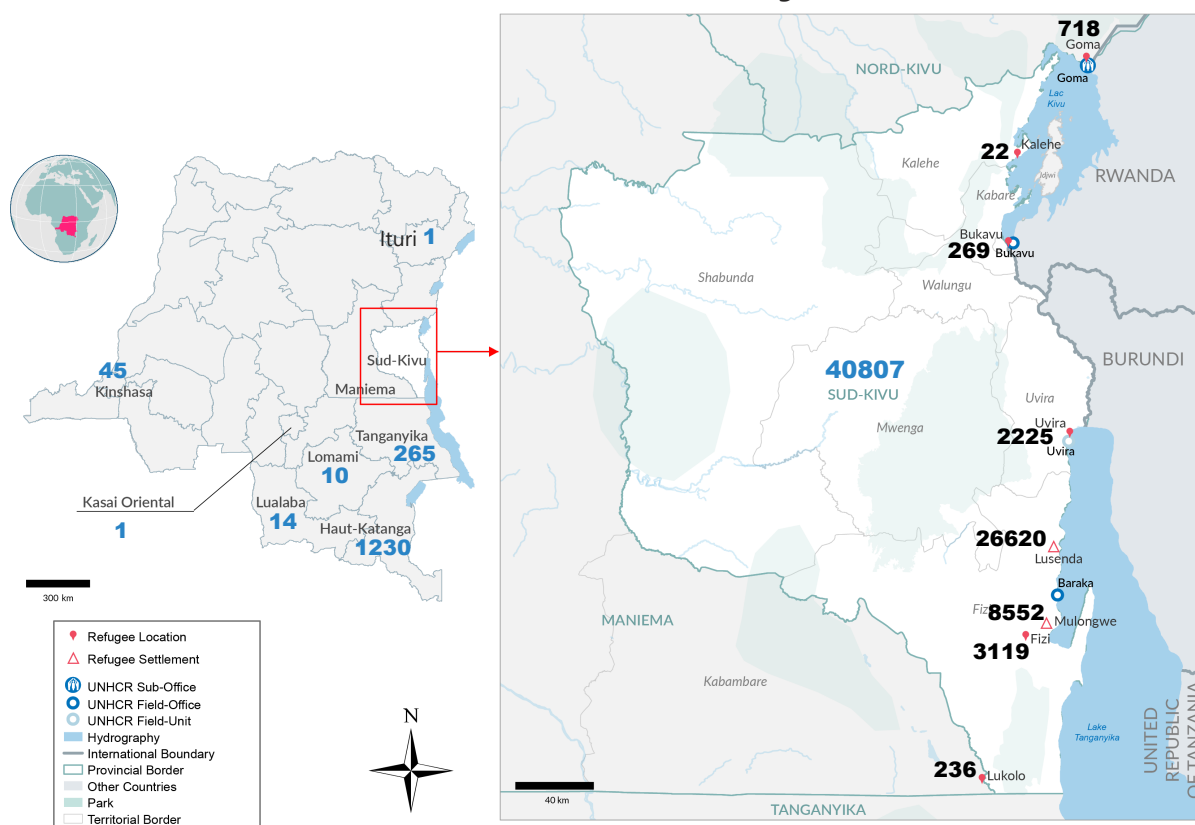 Ituri 1
Sud-Kivu
45
Kinshasa
Maniema
Tanganyika
265
Lomami
10
Kasai Oriental
1
Lualaba
14
Haut-Katanga
1230
300 km
Refugee Location
Refugee Settlement
UNHCR Sub-Office
UNHCR Field-Office
UNHCR Field-Unit
Hydrography
International Boundary
Provincial Border
Other Countries
Park
Territorial Border
N
718
Goma
Goma
NORD-KIVU
Lac
Kivu
22
Kalehe
Kalehe
Idjwi
RWANDA
Kabare
Bukavu
269
Bukavu
Shabunda
Walungu
40807
SUD-KIVU
BURUNDI
Uvira
Mwenga
Uvira
2225
Uvira
26620
Lusenda
Baraka
8552
Mulongwe
Fizi
3119
MANIEMA
Kabambare
Lake
Tanganyika
UNITED
REPUBLIC
OF TANZANIA
236
Lukolo
40 km
TANGANYIKA